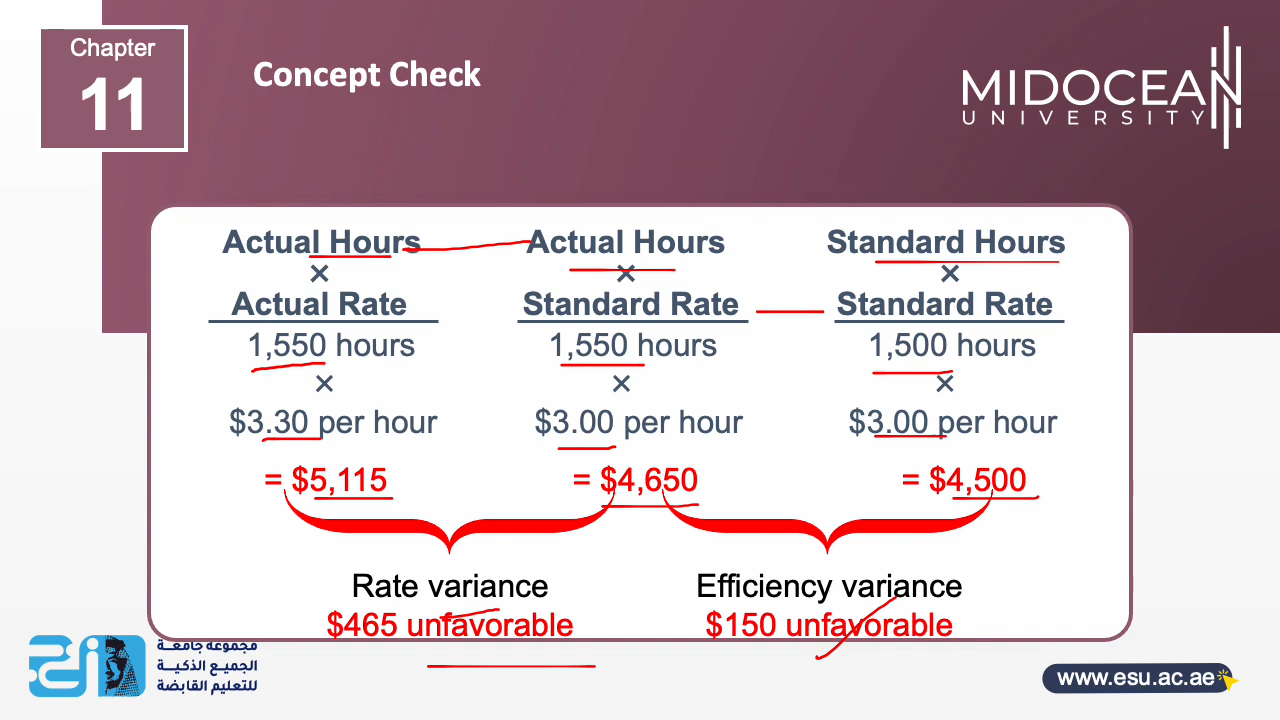 Chapter
11
Concept Check
MIDOCEAN
UNIVERSITY
Actual Hours
×
Actual Rate
1,550 hours
×
$3.30 per hour
= $5,115
Actual Hours
×
Standard Rate
1,550 hours
×
$3.00 per hour
= $4,650
Standard Hours
×
Standard Rate
1,500 hours
×
$3.00 per hour
= $4,500
Rate variance
$465 unfavorable
Efficiency variance
$150 unfavorable
مجموعة جامعة
الجميع الذكية
للتعليم القابضة
www.esu.ac.ae